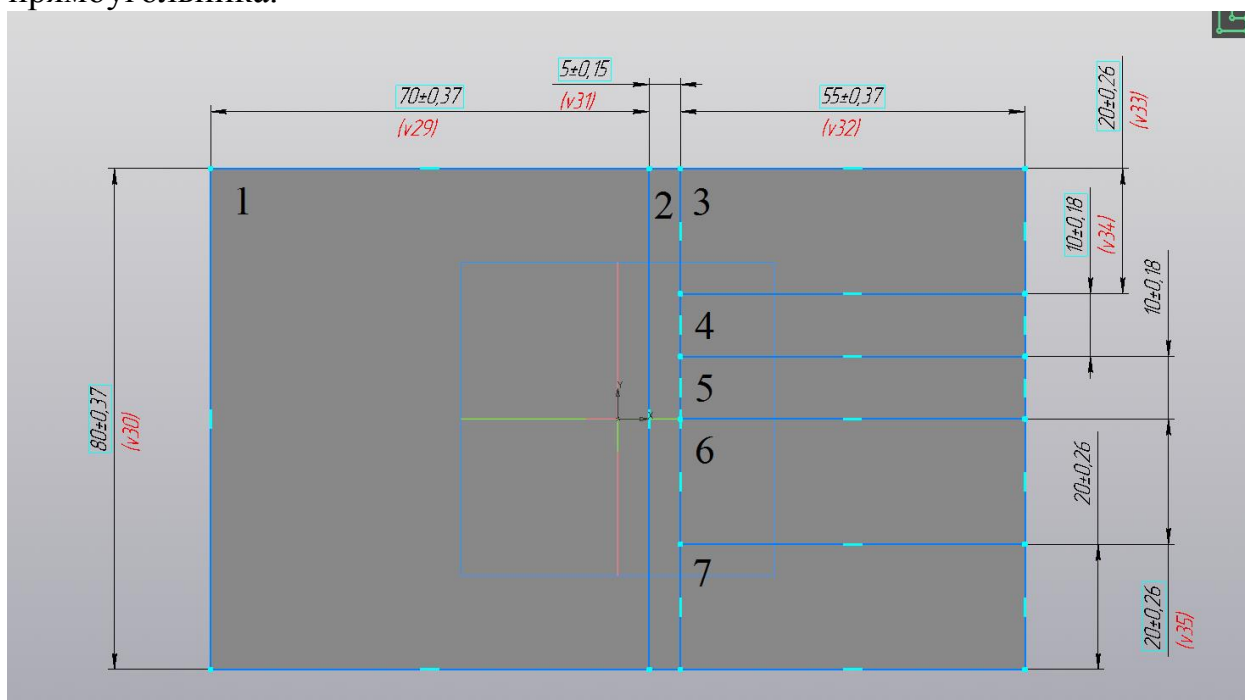 прямоугольника.
5±0,15
(v31)
70±0,37
(v29)
55±0,37
(v32)
20±0,26
(v33)
1
2
3
10±0,18
(v34)
10±0,18
4
Y
5
X
80±0,37
(v30)
6
20±0,26
7
20±0,26
(v35)